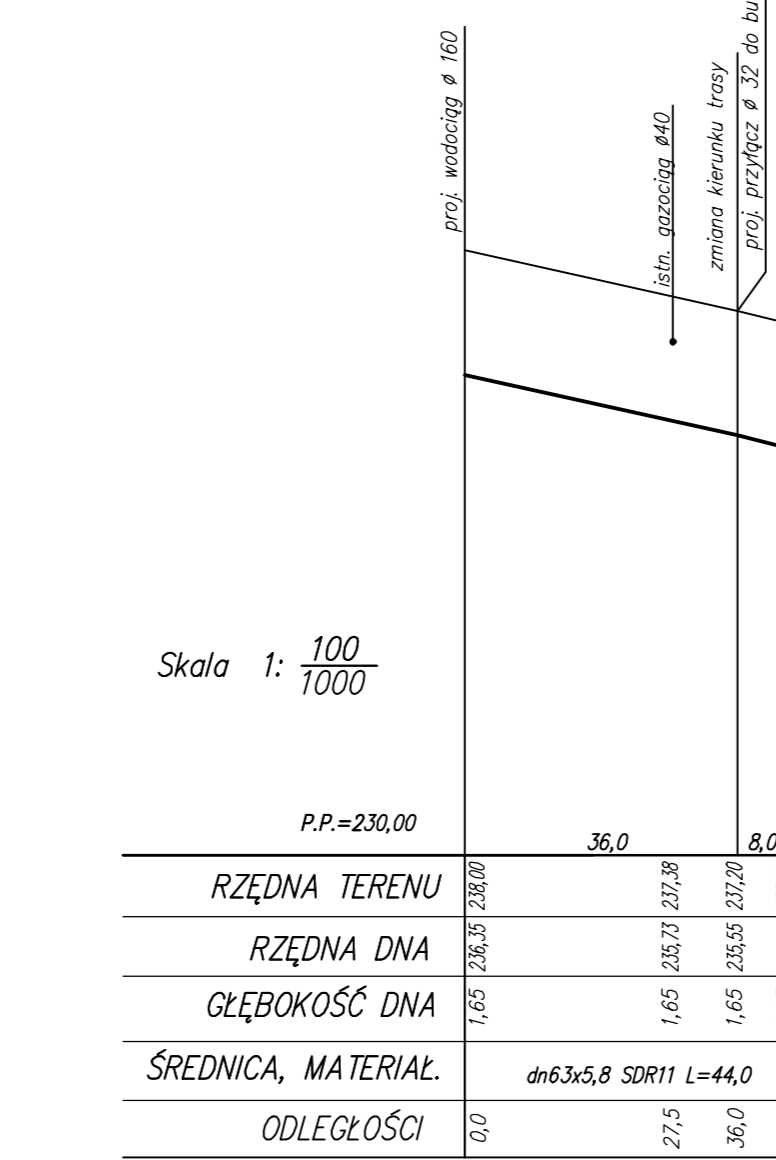 proj. wodociąg ø 160
istn. gazociąg ø40
zmiana kierunku trasy
proj. przyłącz ø 32 do bu
Skala 1: 100
1000
P.P.=230,00
36,0 8,0
RZĘDNA TERENU 238,00 237,38 237,20
RZĘDNA DNA 236,35 235,73 235,55
GŁĘBOKOŚĆ DNA 1,65 1,65 1,65
ŚREDNICA, MATERIAŁ. dn63x5,8 SDR11 L=44,0
ODLEGŁOŚCI 0,0 27,5 36,0